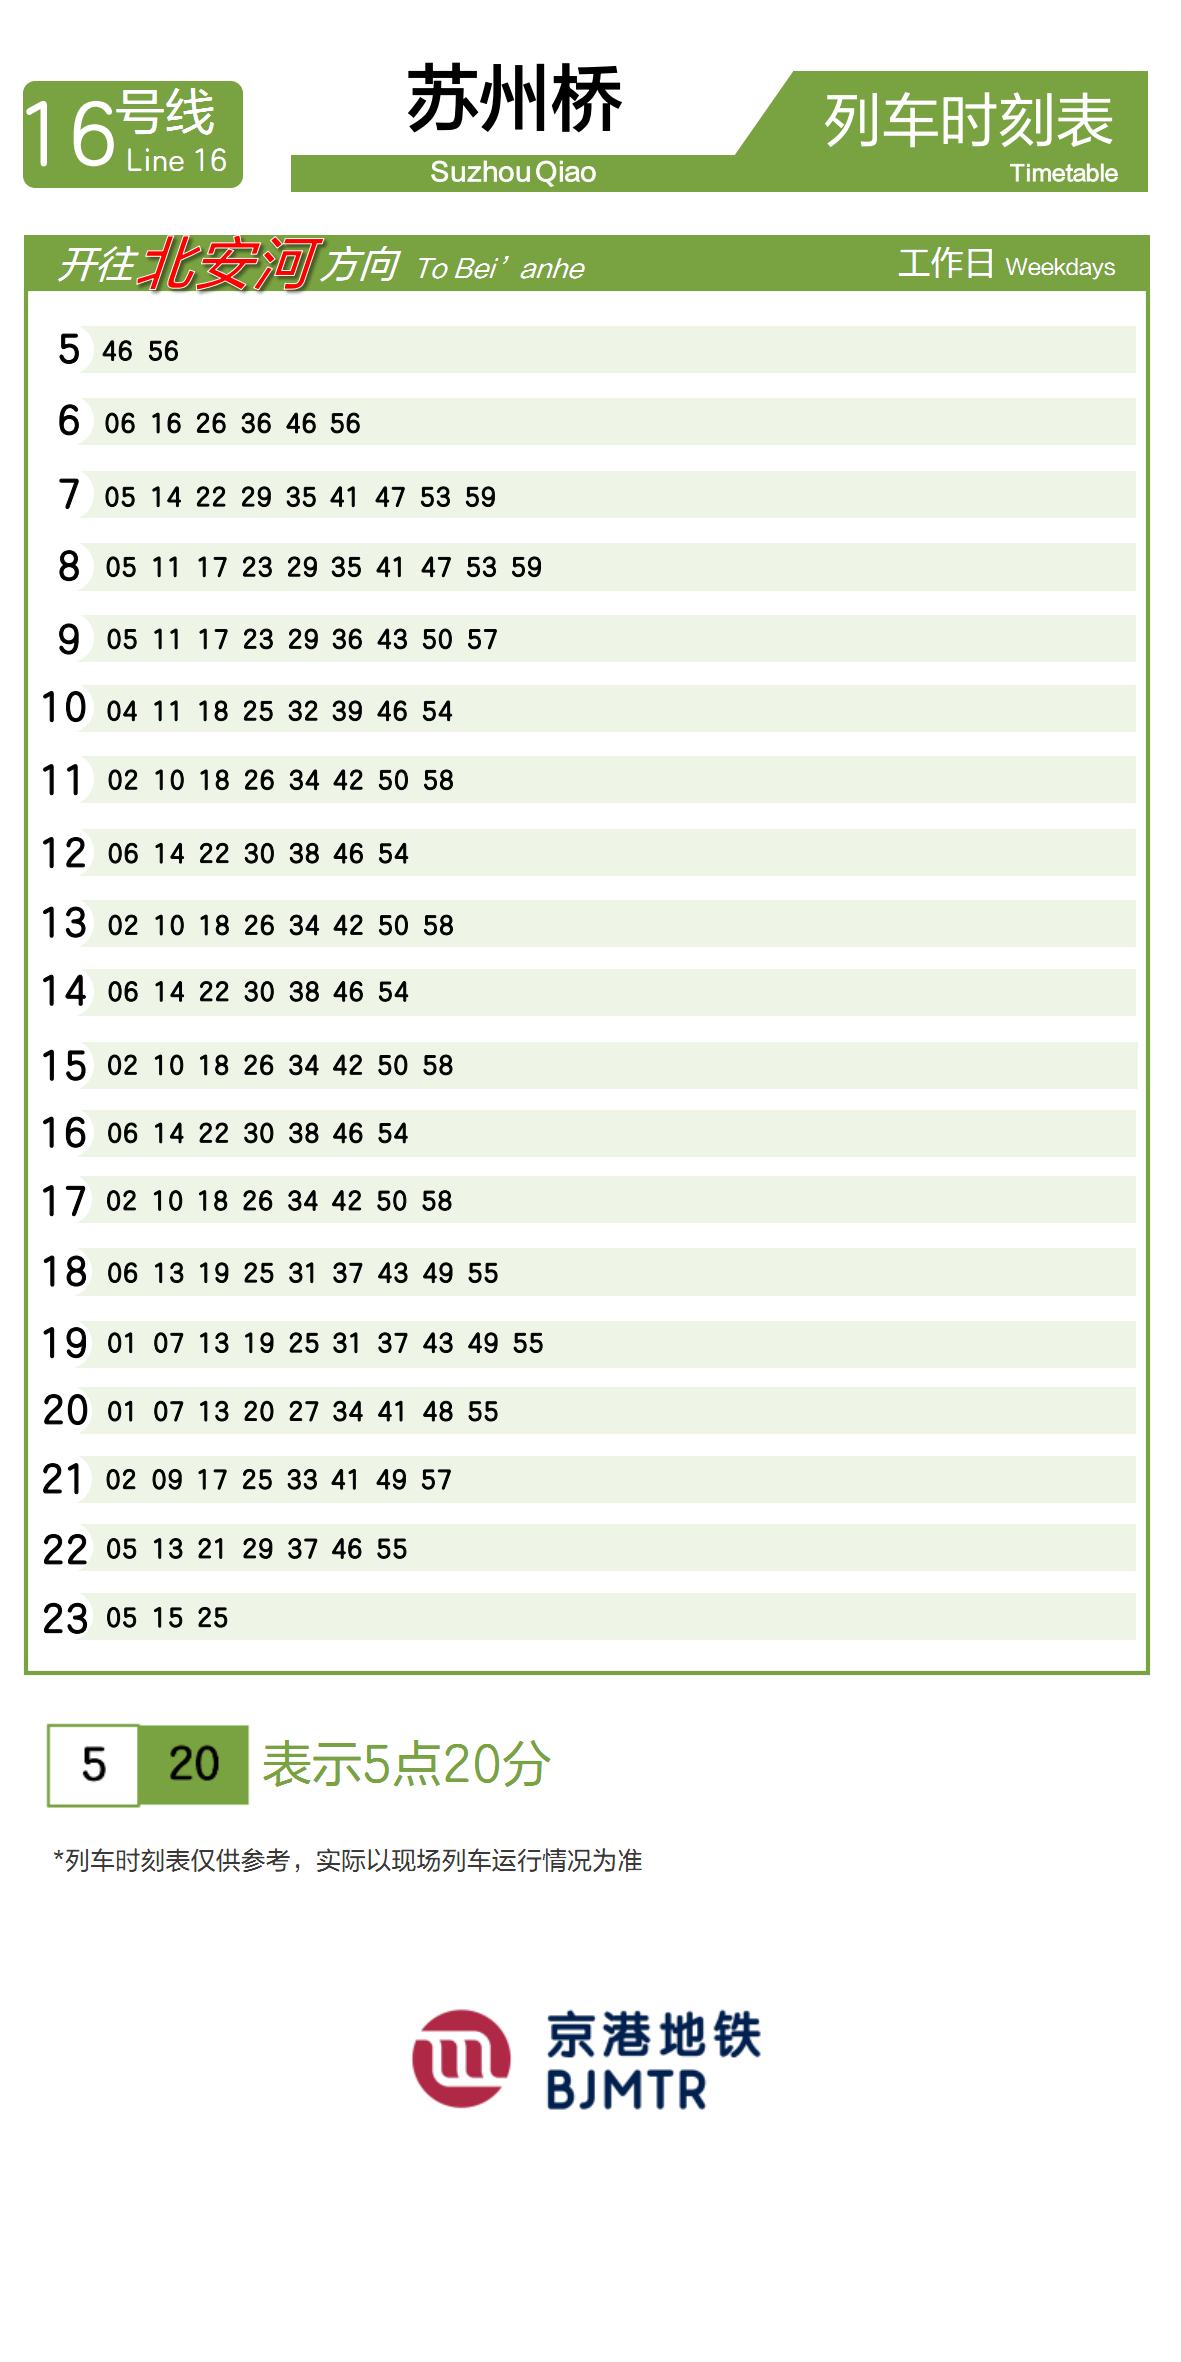 16号线
Line 16
苏州桥
Suzhou Qiao
列车时刻表
Timetable
开往北安河方向 To Bei’anhe
工作日 Weekdays
5 46 56
6 06 16 26 36 46 56
7 05 14 22 29 35 41 47 53 59
8 05 11 17 23 29 35 41 47 53 59
9 05 11 17 23 29 36 43 50 57
10 04 11 18 25 32 39 46 54
11 02 10 18 26 34 42 50 58
12 06 14 22 30 38 46 54
13 02 10 18 26 34 42 50 58
14 06 14 22 30 38 46 54
15 02 10 18 26 34 42 50 58
16 06 14 22 30 38 46 54
17 02 10 18 26 34 42 50 58
18 06 13 19 25 31 37 43 49 55
19 01 07 13 19 25 31 37 43 49 55
20 01 07 13 20 27 34 41 48 55
21 02 09 17 25 33 41 49 57
22 05 13 21 29 37 46 55
23 05 15 25
5 20 表示5点20分
*列车时刻表仅供参考，实际以现场列车运行情况为准
京港地铁
BJMTR